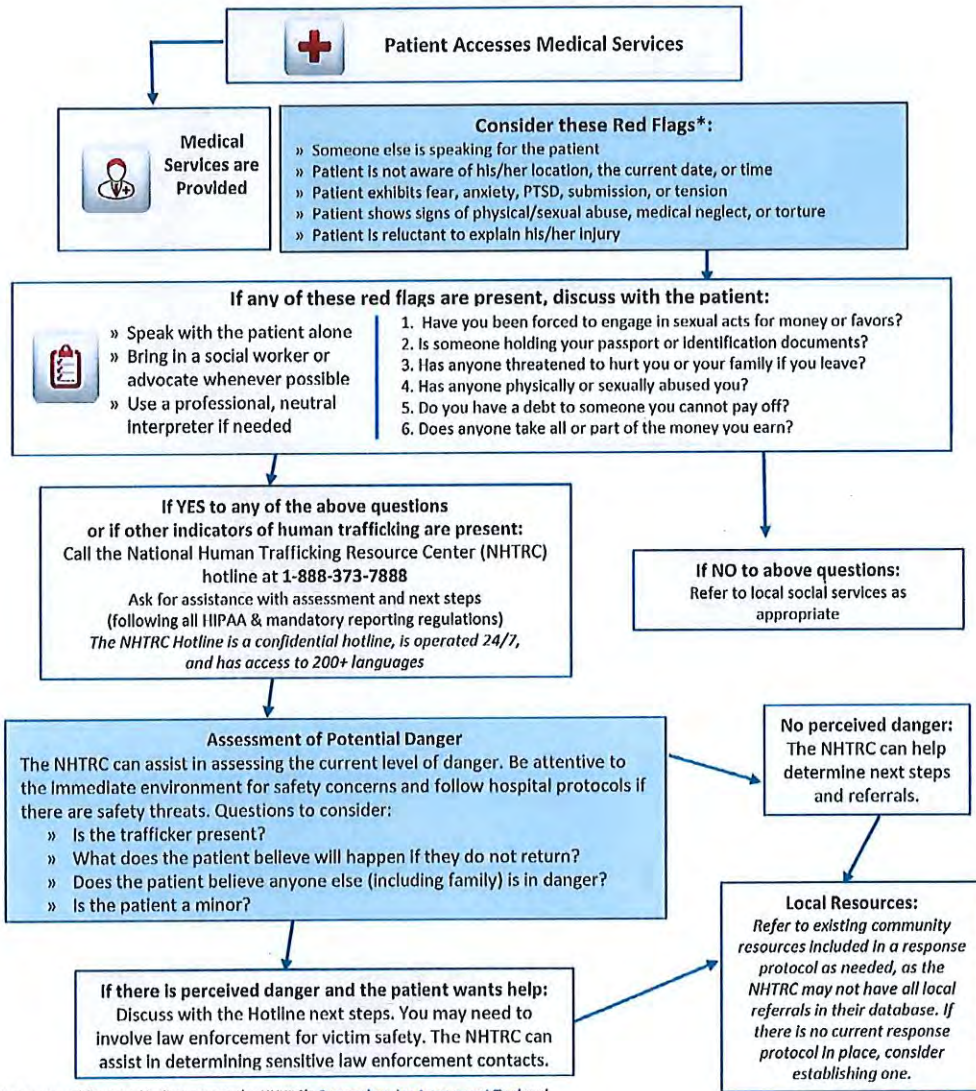 Patient Accesses Medical Services
Medical
Services are
Provided
Consider these Red Flags*:
» Someone else is speaking for the patient
» Patient is not aware of his/her location, the current date, or time
» Patient exhibits fear, anxiety, PTSD, submission, or tension
» Patient shows signs of physical/sexual abuse, medical neglect, or torture
» Patient is reluctant to explain his/her injury
If any of these red flags are present, discuss with the patient:
» Speak with the patient alone
» Bring in a social worker or
advocate whenever possible
» Use a professional, neutral
interpreter if needed
1. Have you been forced to engage in sexual acts for money or favors?
2. Is someone holding your passport or identification documents?
3. Has anyone threatened to hurt you or your family if you leave?
4. Has anyone physically or sexually abused you?
5. Do you have a debt to someone you cannot pay off?
6. Does anyone take all or part of the money you earn?
If YES to any of the above questions
or if other indicators of human trafficking are present:
Call the National Human Trafficking Resource Center (NHTRC)
hotline at 1-888-373-7888
Ask for assistance with assessment and next steps
(following all HIPAA & mandatory reporting regulations)
The NHTRC Hotline is a confidential hotline, is operated 24/7,
and has access to 200+ languages
If NO to above questions:
Refer to local social services as
appropriate
Assessment of Potential Danger
The NHTRC can assist in assessing the current level of danger. Be attentive to
the immediate environment for safety concerns and follow hospital protocols if
there are safety threats. Questions to consider:
» Is the trafficker present?
» What does the patient believe will happen if they do not return?
» Does the patient believe anyone else (including family) is in danger?
» Is the patient a minor?
No perceived danger:
The NHTRC can help
determine next steps
and referrals.
If there is perceived danger and the patient wants help:
Discuss with the Hotline next steps. You may need to
involve law enforcement for victim safety. The NHTRC can
assist in determining sensitive law enforcement contacts.
Local Resources:
Refer to existing community
resources included in a response
protocol as needed, as the
NHTRC may not have all local
referrals in their database. If
there is no current response
protocol in place, consider
establishing one.